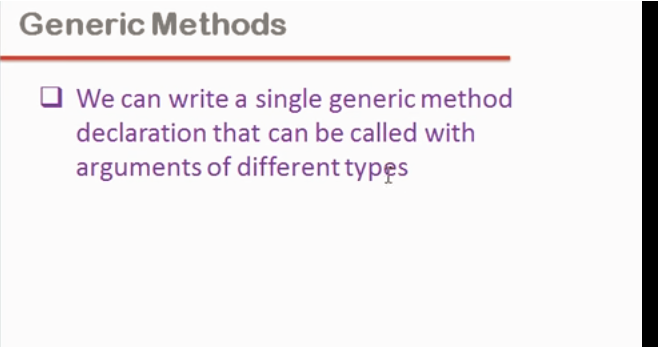 Generic Methods
We can write a single generic method
declaration that can be called with
arguments of different types